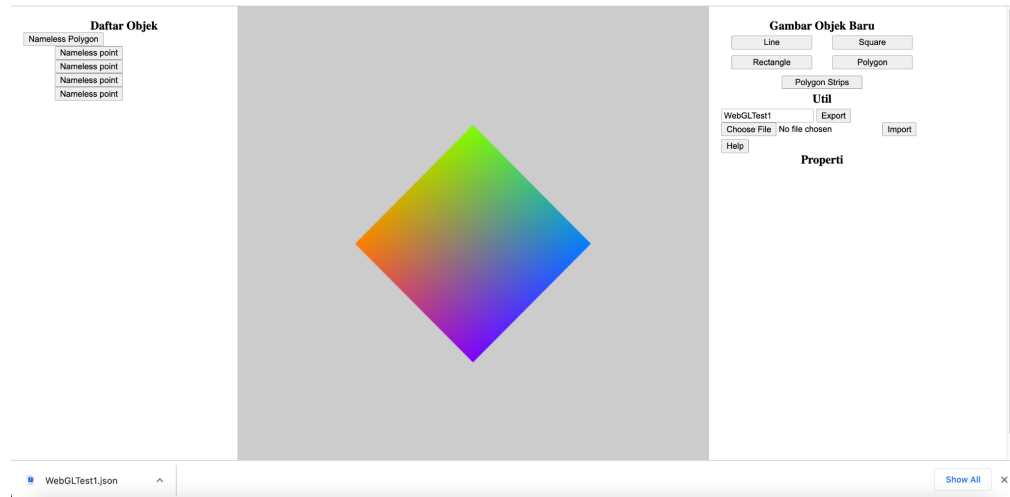 Daftar Objek
Nameless Polygon
Nameless point
Nameless point
Nameless point
Nameless point
Gambar Objek Baru
Line Square
Rectangle Polygon
Polygon Strips
Util
WebGLTest1 Export
Choose File No file chosen Import
Help
Properti
WebGLTest1.json
Show All